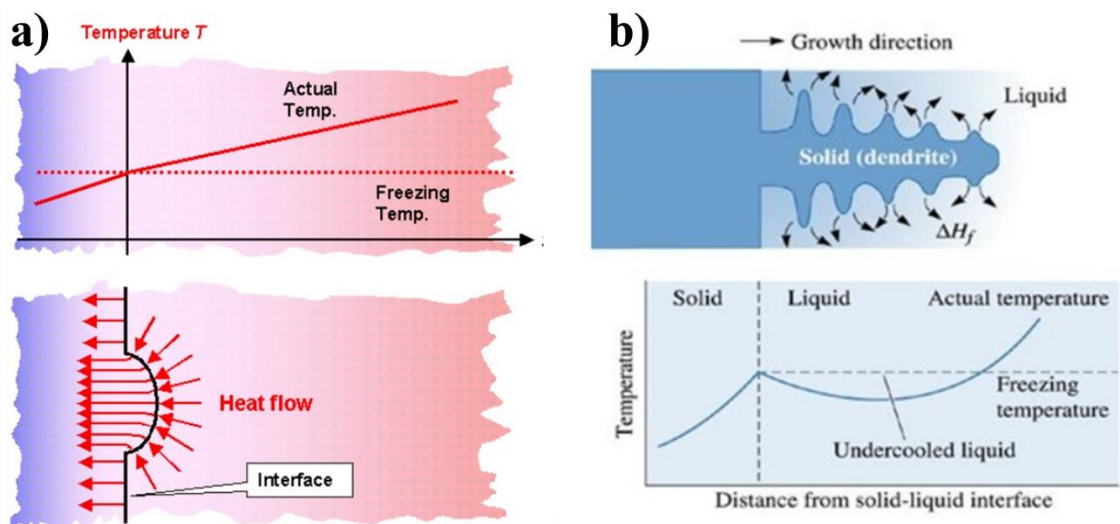 a)
Temperature T
Actual
Temp.
Freezing
Temp.
Heat flow
Interface
b)
Growth direction
Liquid
Solid (dendrite)
ΔH_f
Solid
Liquid
Actual temperature
Freezing
temperature
Undercooled liquid
Temperature
Distance from solid-liquid interface